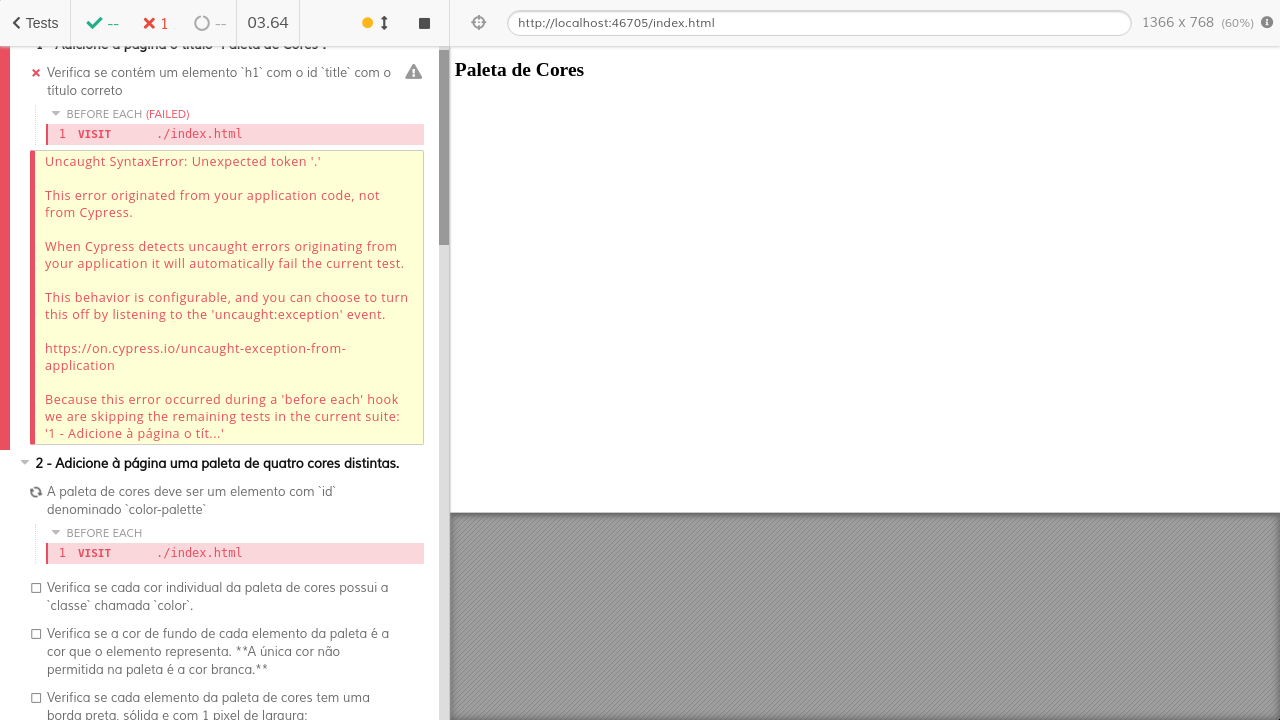 Tests
--
1
--
03.64
http://localhost:46705/index.html
1366 x 768 (60%)
1 - Adicione à página o título "Paleta de Cores".
Verifica se contém um elemento `h1` com o id `title` com o
título correto
BEFORE EACH (FAILED)
1 VISIT ./index.html
Uncaught SyntaxError: Unexpected token '.'
This error originated from your application code, not
from Cypress.
When Cypress detects uncaught errors originating from
your application it will automatically fail the current test.
This behavior is configurable, and you can choose to turn
this off by listening to the 'uncaught:exception' event.
https://on.cypress.io/uncaught-exception-from-
application
Because this error occurred during a 'before each' hook
we are skipping the remaining tests in the current suite:
'1 - Adicione à página o tít...'
2 - Adicione à página uma paleta de quatro cores distintas.
A paleta de cores deve ser um elemento com `id`
denominado `color-palette`
BEFORE EACH
1 VISIT ./index.html
Verifica se cada cor individual da paleta de cores possui a
`classe` chamada `color`.
Verifica se a cor de fundo de cada elemento da paleta é a
cor que o elemento representa. **A única cor não
permitida na paleta é a cor branca.**
Verifica se cada elemento da paleta de cores tem uma
borda preta, sólida e com 1 pixel de largura;
Paleta de Cores